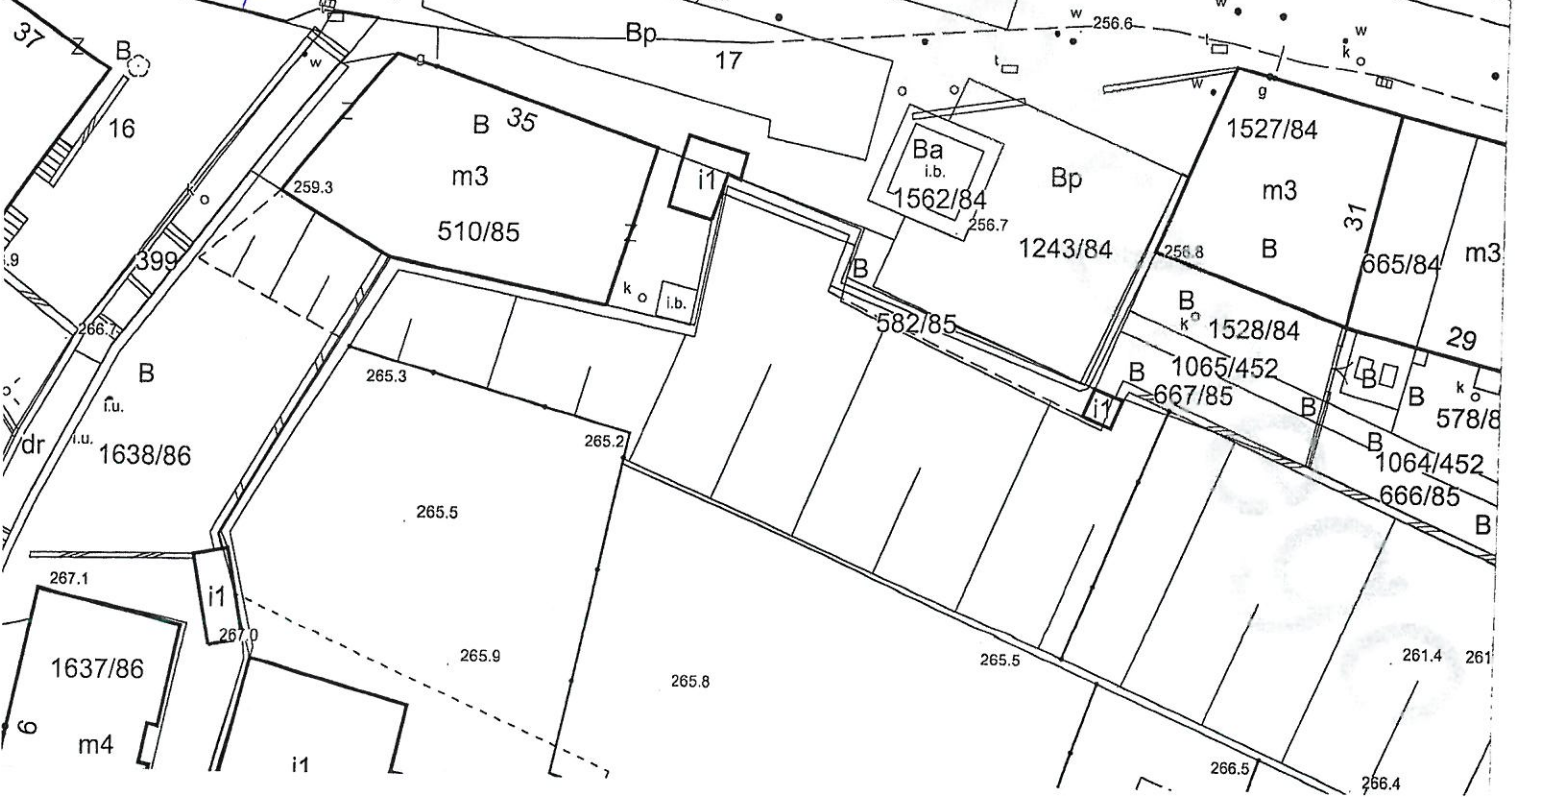 w
w
256.6
w
37
Z
B
w
g
Bp
17
t
t
k
w
g
16
Z
B
35
1527/84
Ba
i.b.
m3
i1
Bp
m3
259.3
1562/84
256.7
31
510/85
Z
1243/84
256.8
B
665/84
m3
.9
399
B
k
i.b.
B
k
1528/84
266.7
582/85
29
B
265.3
B
1065/452
B
k
667/85
B
B
578/8
i.u.
i1
dr
i.u.
1638/86
265.2
B
1064/452
666/85
B
265.5
267.1
i1
267.0
1637/86
265.9
265.5
261.4
261
265.8
6
m4
i1
266.5
266.4